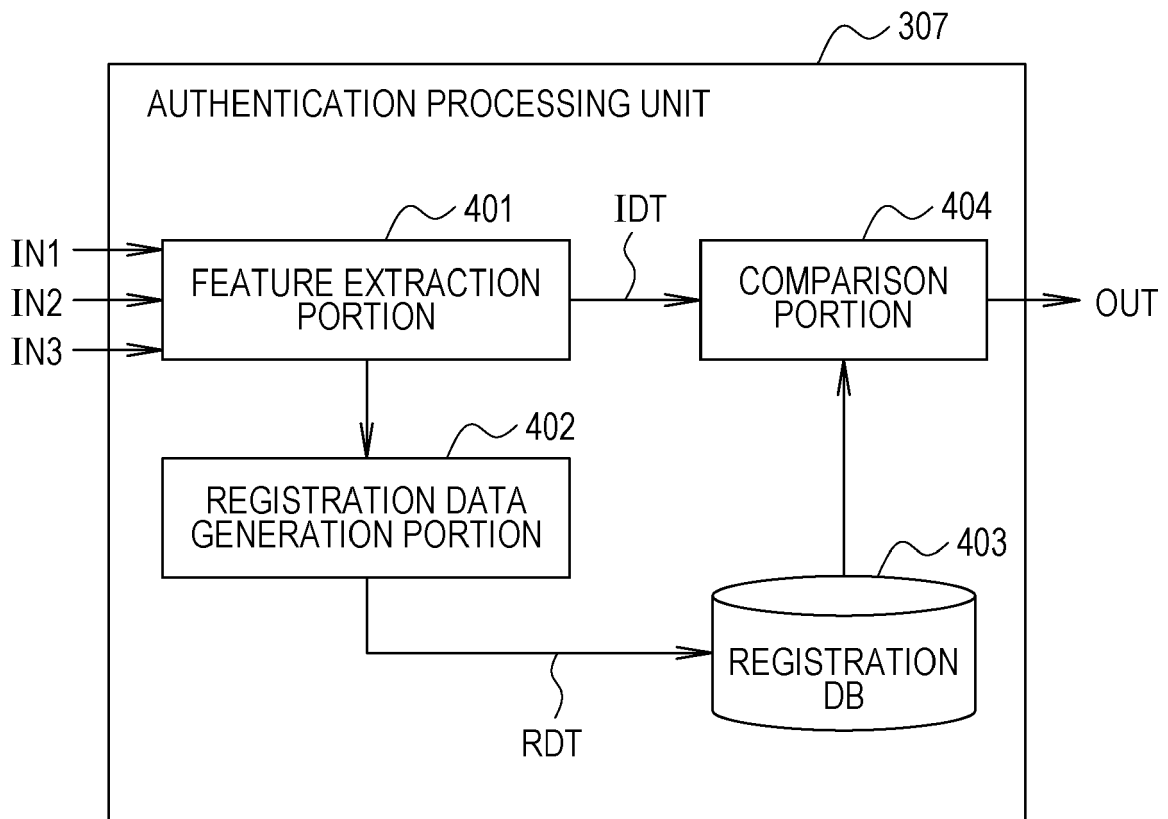 307
AUTHENTICATION PROCESSING UNIT
401
IDT
404
IN1
IN2
IN3
FEATURE EXTRACTION
PORTION
COMPARISON
PORTION
OUT
402
REGISTRATION DATA
GENERATION PORTION
403
REGISTRATION
DB
RDT